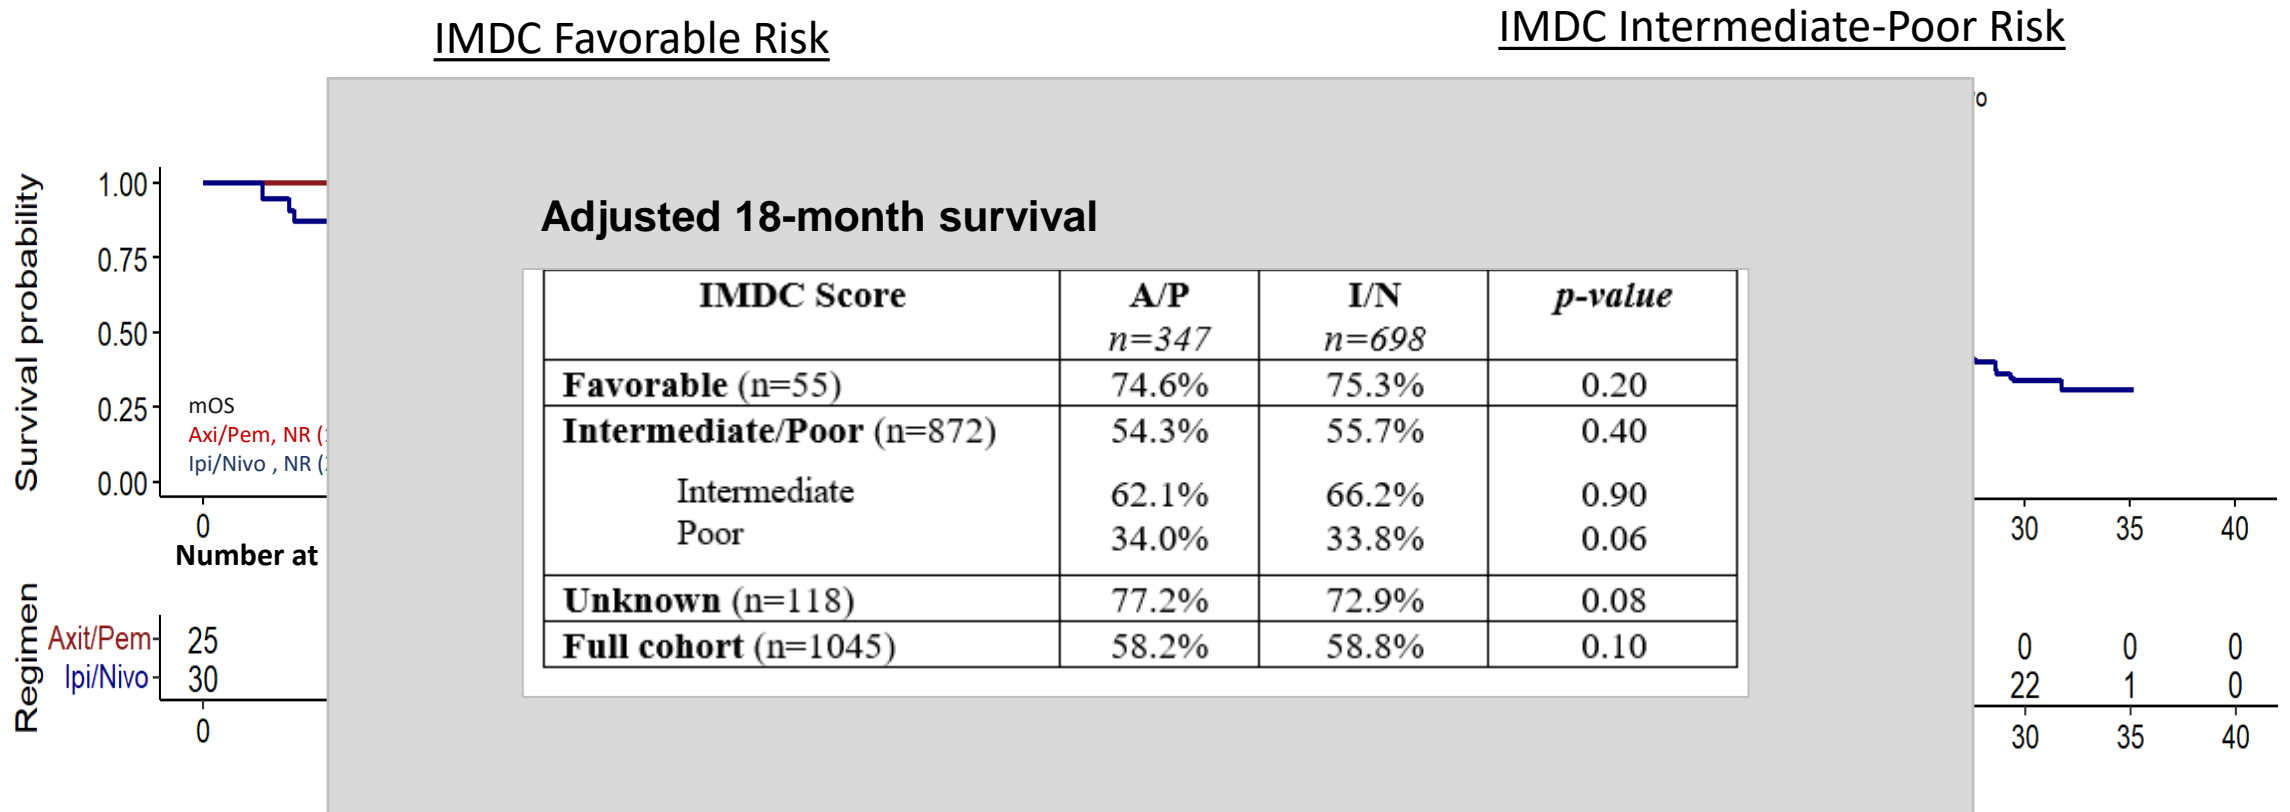 IMDC Favorable Risk
IMDC Intermediate-Poor Risk
Survival probability
1.00
0.75
0.50
0.25
0.00
mOS
Axi/Pem, NR (
Ipi/Nivo , NR (
0
Number at
Regimen
Axit/Pem 25
Ipi/Nivo 30
0
Adjusted 18-month survival
IMDC Score A/P I/N p-value
n=347 n=698
Favorable (n=55) 74.6% 75.3% 0.20
Intermediate/Poor (n=872) 54.3% 55.7% 0.40
Intermediate 62.1% 66.2% 0.90
Poor 34.0% 33.8% 0.06
Unknown (n=118) 77.2% 72.9% 0.08
Full cohort (n=1045) 58.2% 58.8% 0.10
o
30 35 40
0 0 0
22 1 0
30 35 40